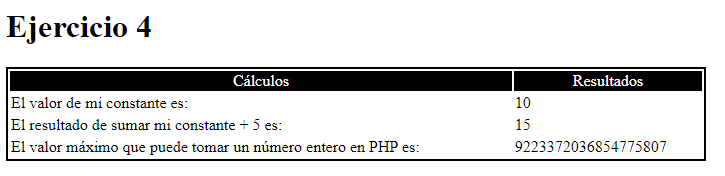 Ejercicio 4
Cálculos Resultados
El valor de mi constante es: 10
El resultado de sumar mi constante + 5 es: 15
El valor máximo que puede tomar un número entero en PHP es: 9223372036854775807